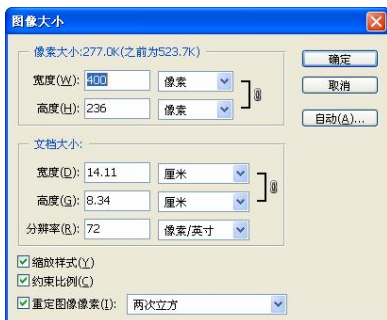 图像大小
像素大小:277.0K(之前为523.7K)
宽度(W): 400 像素
高度(H): 236 像素
确定
取消
自动(A)...
文档大小:
宽度(D): 14.11 厘米
高度(G): 8.34 厘米
分辨率(R): 72 像素/英寸
缩放样式(Y)
约束比例(C)
重定图像像素(I): 两次立方